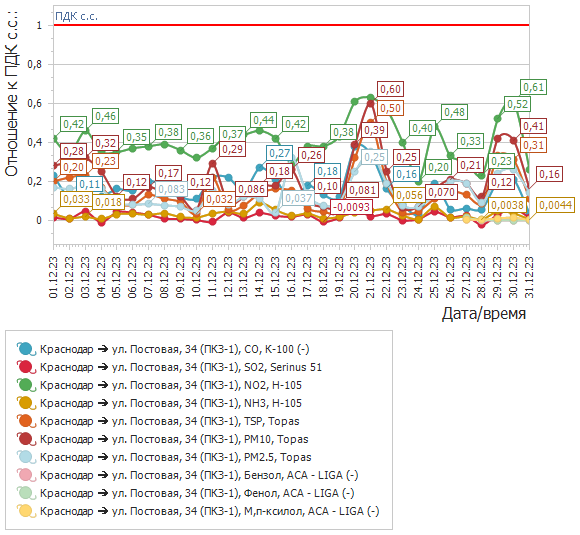 Отношение к ПДК с.с.:
ПДК с.с.
1
0,8
0,6
0,4
0,2
0
0,42 0,46 0,35 0,38 0,36 0,37 0,44 0,42 0,38 0,40 0,48 0,33 0,52 0,61
0,28 0,32 0,12 0,17 0,12 0,29 0,18 0,26 0,10 0,60 0,25 0,21 0,12 0,41 0,16
0,20 0,23 0,032 0,086 0,081 0,39 0,50 0,070 0,23 0,31
0,11 0,083 0,27 0,18 0,037 0,25 0,16 0,20
0,033 0,018 -0,0093 0,056 0,0038 0,0044
01.12.23 02.12.23 03.12.23 04.12.23 05.12.23 06.12.23 07.12.23 08.12.23 09.12.23 10.12.23 11.12.23 12.12.23 13.12.23 14.12.23 15.12.23 16.12.23 17.12.23 18.12.23 19.12.23 20.12.23 21.12.23 22.12.23 23.12.23 24.12.23 25.12.23 26.12.23 27.12.23 28.12.23 29.12.23 30.12.23 31.12.23
Дата/время
Краснодар ➔ ул. Постовая, 34 (ПКЗ-1), CO, K-100 (-)
Краснодар ➔ ул. Постовая, 34 (ПКЗ-1), SO2, Serinus 51
Краснодар ➔ ул. Постовая, 34 (ПКЗ-1), NO2, Н-105
Краснодар ➔ ул. Постовая, 34 (ПКЗ-1), NH3, Н-105
Краснодар ➔ ул. Постовая, 34 (ПКЗ-1), TSP, Topas
Краснодар ➔ ул. Постовая, 34 (ПКЗ-1), PM10, Topas
Краснодар ➔ ул. Постовая, 34 (ПКЗ-1), PM2.5, Topas
Краснодар ➔ ул. Постовая, 34 (ПКЗ-1), Бензол, ACA - LIGA (-)
Краснодар ➔ ул. Постовая, 34 (ПКЗ-1), Фенол, ACA - LIGA (-)
Краснодар ➔ ул. Постовая, 34 (ПКЗ-1), М,п-ксилол, ACA - LIGA (-)